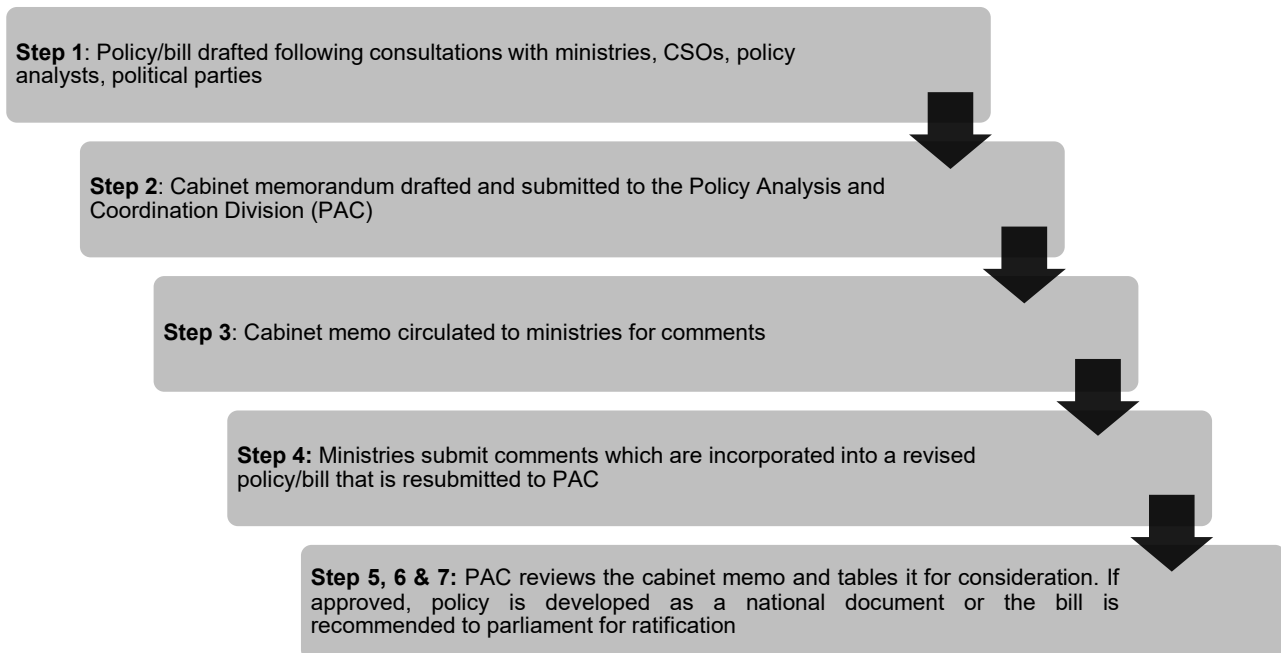 Step 1: Policy/bill drafted following consultations with ministries, CSOs, policy
analysts, political parties
Step 2: Cabinet memorandum drafted and submitted to the Policy Analysis and
Coordination Division (PAC)
Step 3: Cabinet memo circulated to ministries for comments
Step 4: Ministries submit comments which are incorporated into a revised
policy/bill that is resubmitted to PAC
Step 5, 6 & 7: PAC reviews the cabinet memo and tables it for consideration. If
approved, policy is developed as a national document or the bill is
recommended to parliament for ratification